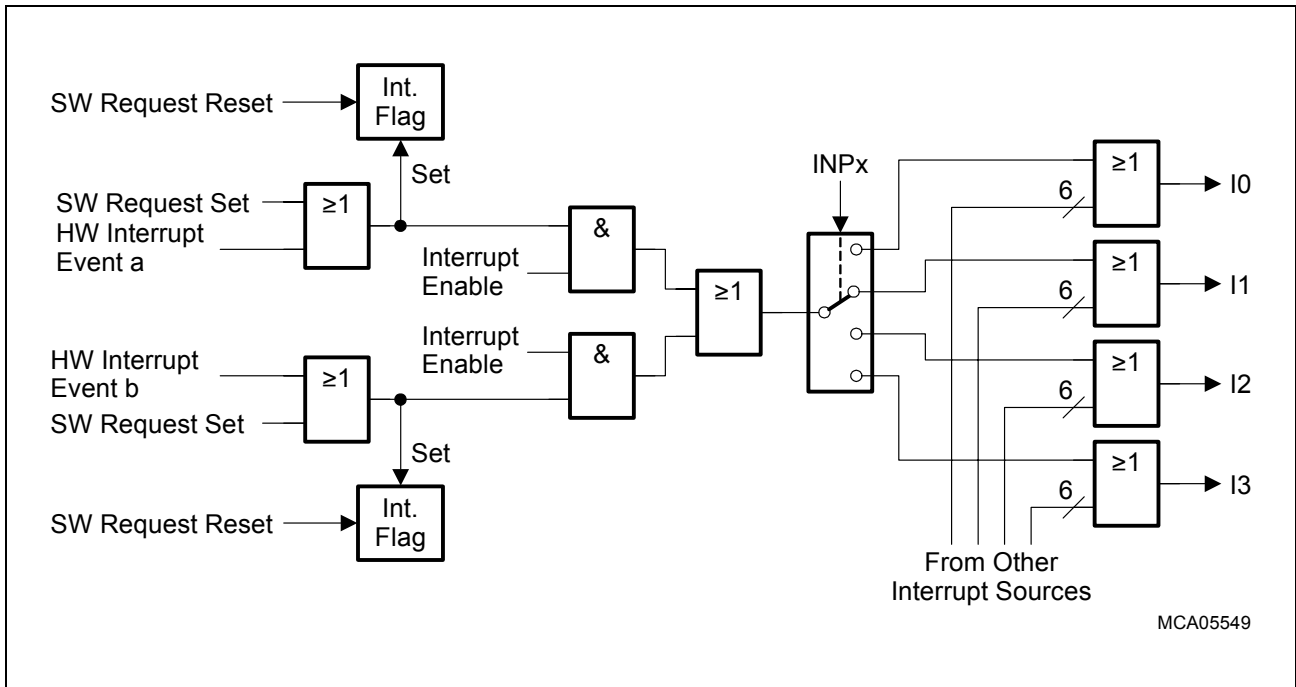 Int.
Flag
SW Request Reset
Set
SW Request Set
≥1
HW Interrupt
Event a
Interrupt
Enable
&
≥1
Interrupt
Enable
&
HW Interrupt
Event b
≥1
SW Request Set
Set
SW Request Reset
Int.
Flag
INPx
≥1
6
I0
≥1
6
I1
≥1
6
I2
≥1
6
I3
From Other
Interrupt Sources
MCA05549